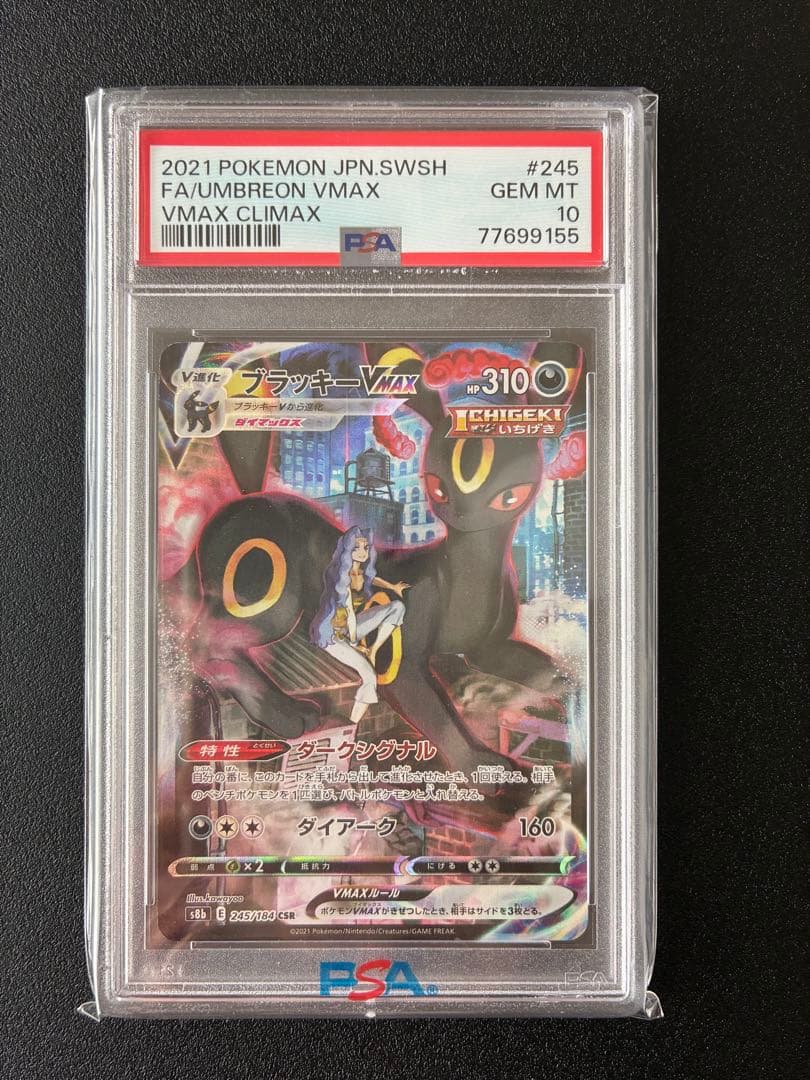 2021 POKEMON JPN.SWSH #245
FA/UMBREON VMAX GEM MT
VMAX CLIMAX 10
77699155
PSA
V進化
ブラッキーVMAX HP310
ブラッキーVから進化
ダイマックス
ICHIGEKI
いちげき
特性 とくせい ダークシグナル
自分の番に、このカードを手札から出して進化させたとき、1回使える。相手
のベンチポケモンを1匹選び、バトルポケモンと入れ替える。
ダイアーク 160
弱点 ×2 抵抗力 にげる
Illus.kawayoo
VMAXルール
s8b E 245/184 CSR
ポケモンVMAXがきぜつしたとき、相手はサイドを3枚とる。
©2021 Pokémon/Nintendo/Creatures/GAME FREAK.
PSA®
PSA